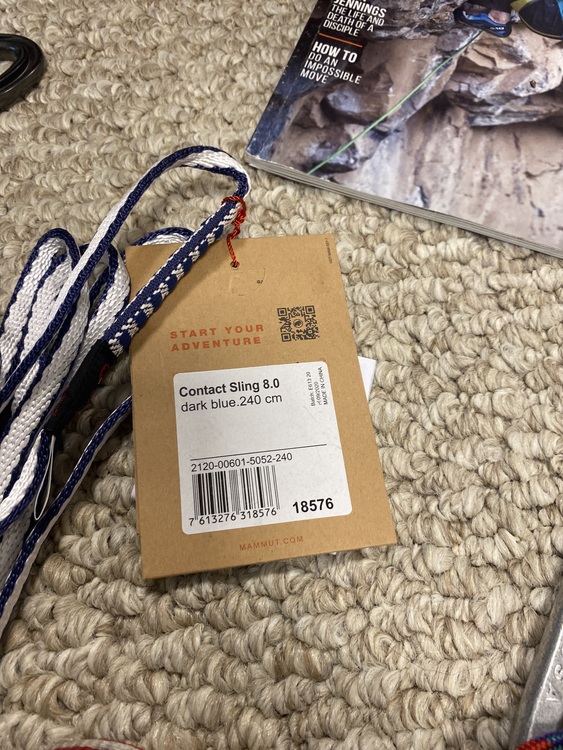 JENNINGS
THE LIFE AND
DEATH OF A
DISCIPLE
HOW TO
DO AN
IMPOSSIBLE
MOVE
START YOUR
ADVENTURE
Contact Sling 8.0
dark blue.240 cm
MADE IN CHINA
2120-00601-5052-240
7 613276 318576
18576
MAMMUT.COM